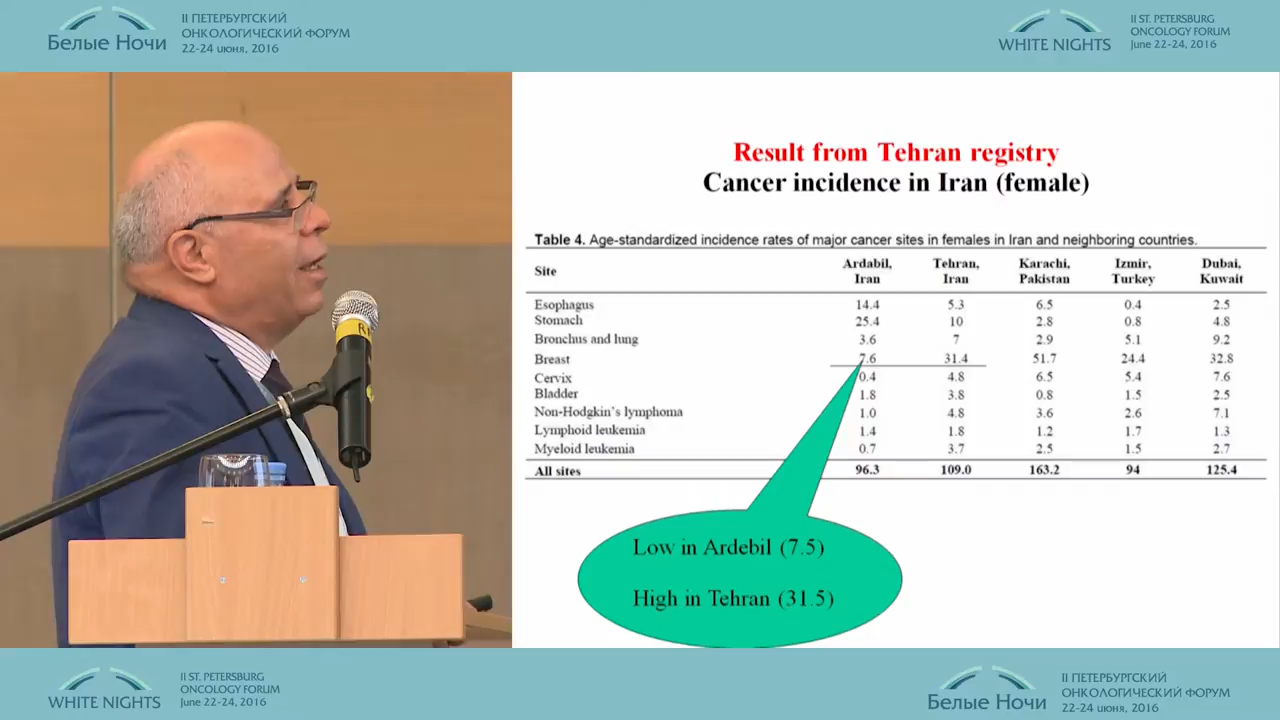 Белые Ночи
II ПЕТЕРБУРГСКИЙ
ОНКОЛОГИЧЕСКИЙ ФОРУМ
22-24 июня, 2016
WHITE NIGHTS
II ST. PETERSBURG
ONCOLOGY FORUM
June 22-24, 2016
Result from Tehran registry
Cancer incidence in Iran (female)
Table 4. Age-standardized incidence rates of major cancer sites in females in Iran and neighboring countries.
Site Ardabil, Iran Tehran, Iran Karachi, Pakistan Izmir, Turkey Dubai, Kuwait
Esophagus 14.4 5.3 6.5 0.4 2.5
Stomach 25.4 10 2.8 0.8 4.8
Bronchus and lung 3.6 7 2.9 5.1 9.2
Breast 7.6 31.4 51.7 24.4 32.8
Cervix 0.4 4.8 6.5 5.4 7.6
Bladder 1.8 3.8 0.8 1.5 2.5
Non-Hodgkin's lymphoma 1.0 4.8 3.6 2.6 7.1
Lymphoid leukemia 1.4 1.8 1.2 1.7 1.3
Myeloid leukemia 0.7 3.7 2.5 1.5 2.7
All sites 96.3 109.0 163.2 94 125.4
Low in Ardebil (7.5)
High in Tehran (31.5)
WHITE NIGHTS
II ST. PETERSBURG
ONCOLOGY FORUM
June 22-24, 2016
Белые Ночи
II ПЕТЕРБУРГСКИЙ
ОНКОЛОГИЧЕСКИЙ ФОРУМ
22-24 июня, 2016